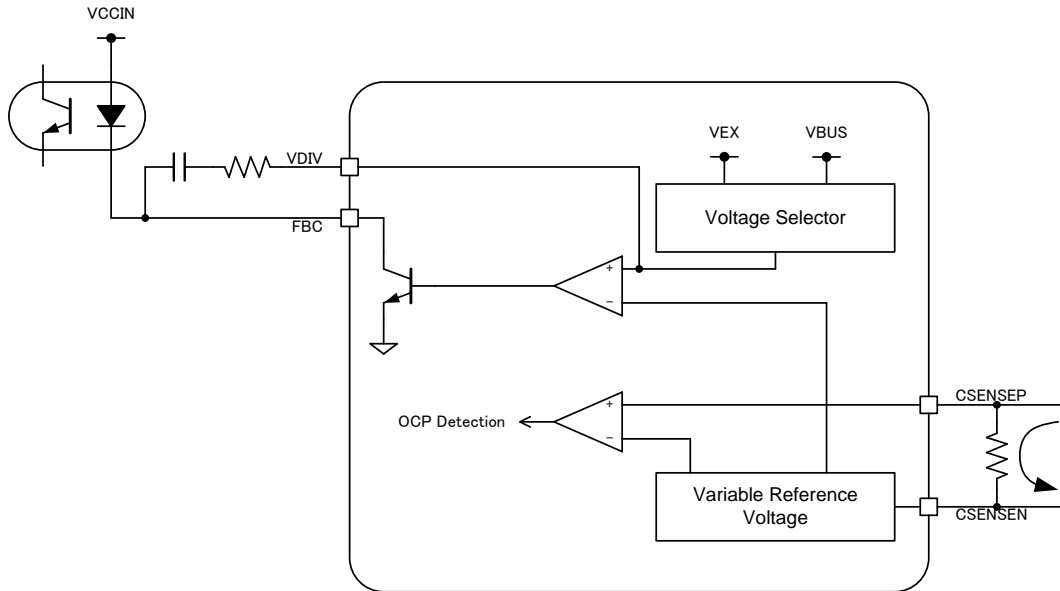 VCCIN
VEX
VBUS
VDIV
Voltage Selector
FBC
+
−
CSENSEP
+
OCP Detection
−
Variable Reference
Voltage
CSENSEN